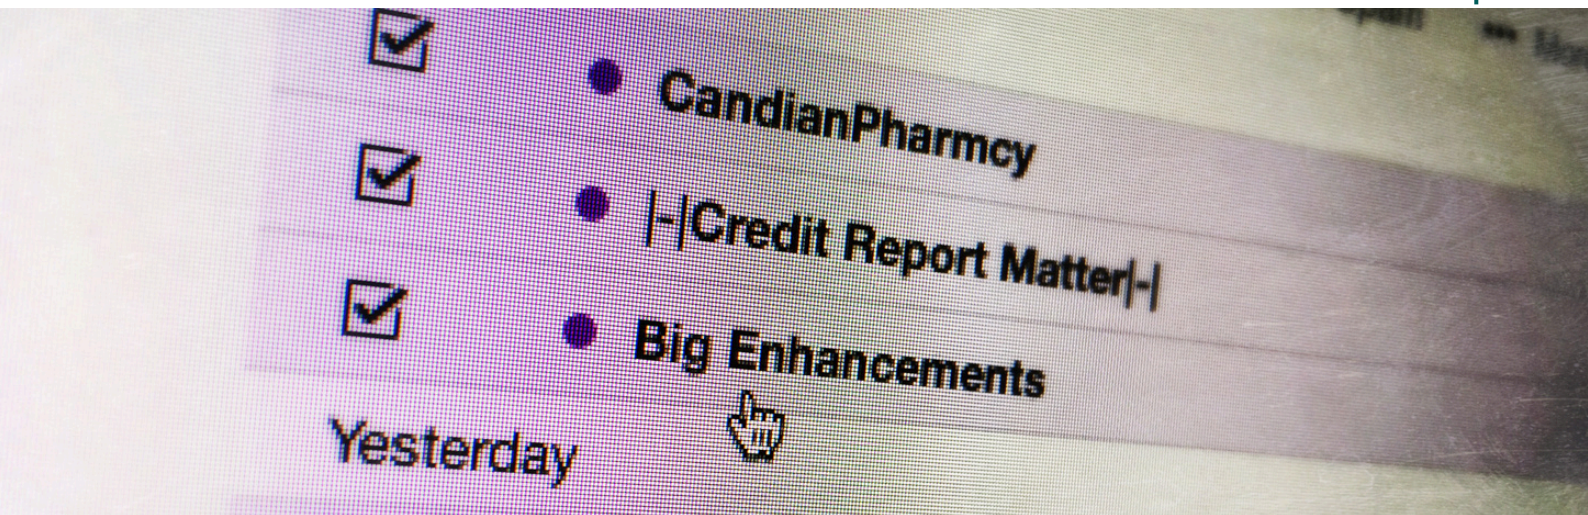 CandianPharmcy
|-|Credit Report Matter|-|
Big Enhancements
Yesterday